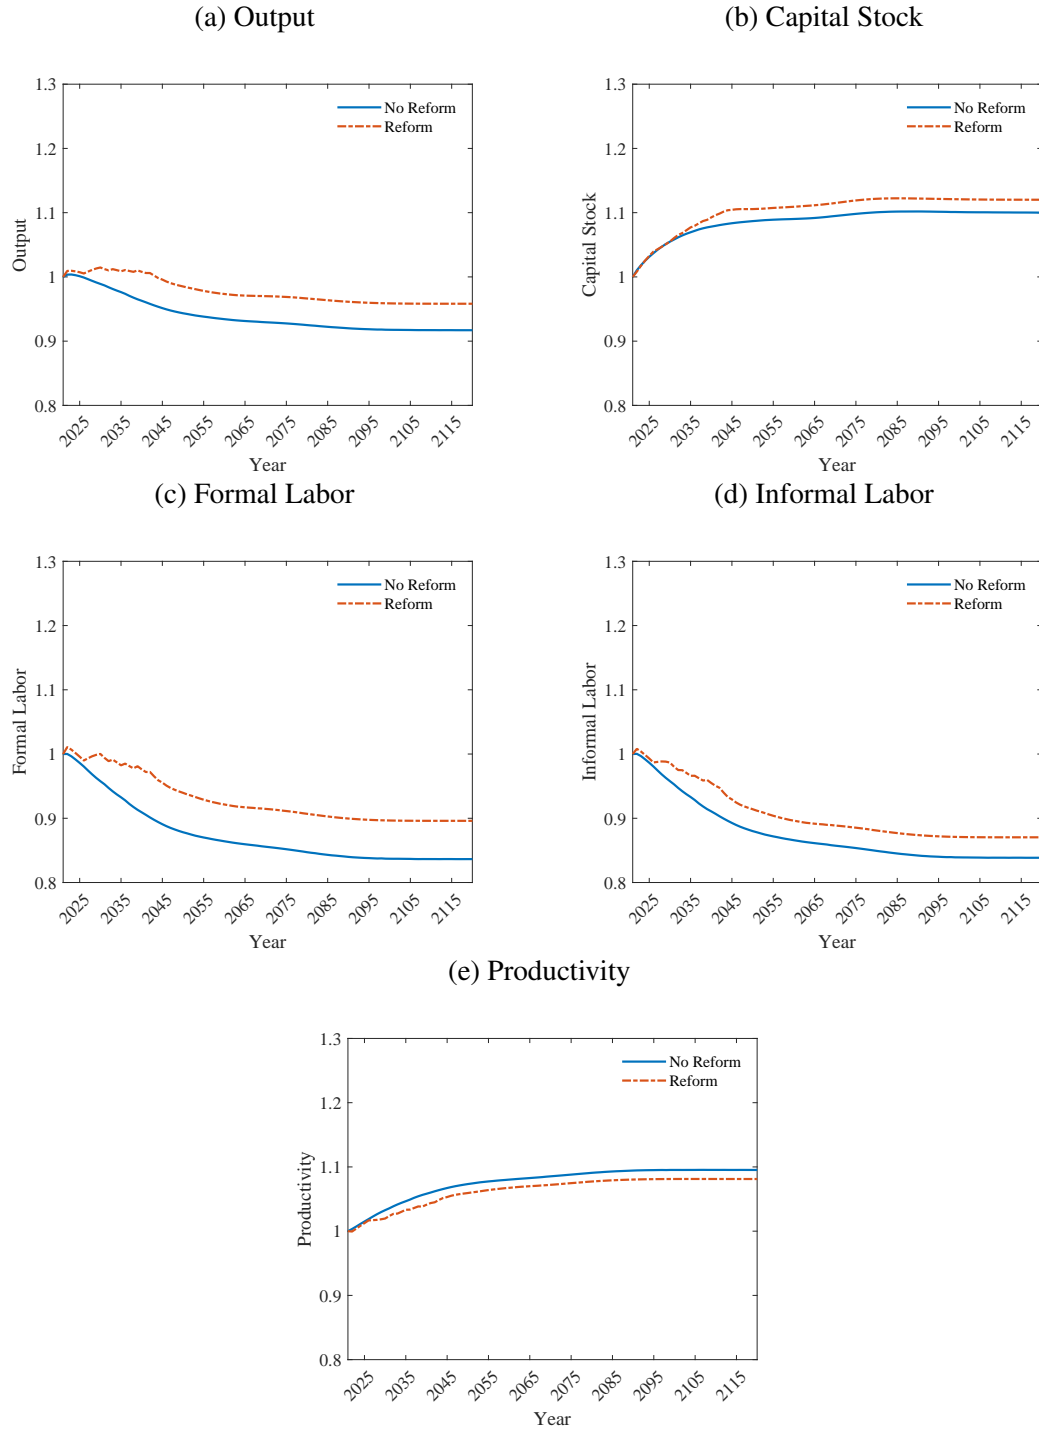 (a) Output
(b) Capital Stock
1.3
1.2
1.1
1
0.9
0.8
Output
No Reform
Reform
2025 2035 2045 2055 2065 2075 2085 2095 2105 2115
Year
1.3
1.2
1.1
1
0.9
0.8
Capital Stock
No Reform
Reform
2025 2035 2045 2055 2065 2075 2085 2095 2105 2115
Year
(c) Formal Labor
(d) Informal Labor
1.3
1.2
1.1
1
0.9
0.8
Formal Labor
No Reform
Reform
2025 2035 2045 2055 2065 2075 2085 2095 2105 2115
Year
1.3
1.2
1.1
1
0.9
0.8
Informal Labor
No Reform
Reform
2025 2035 2045 2055 2065 2075 2085 2095 2105 2115
Year
(e) Productivity
1.3
1.2
1.1
1
0.9
0.8
Productivity
No Reform
Reform
2025 2035 2045 2055 2065 2075 2085 2095 2105 2115
Year